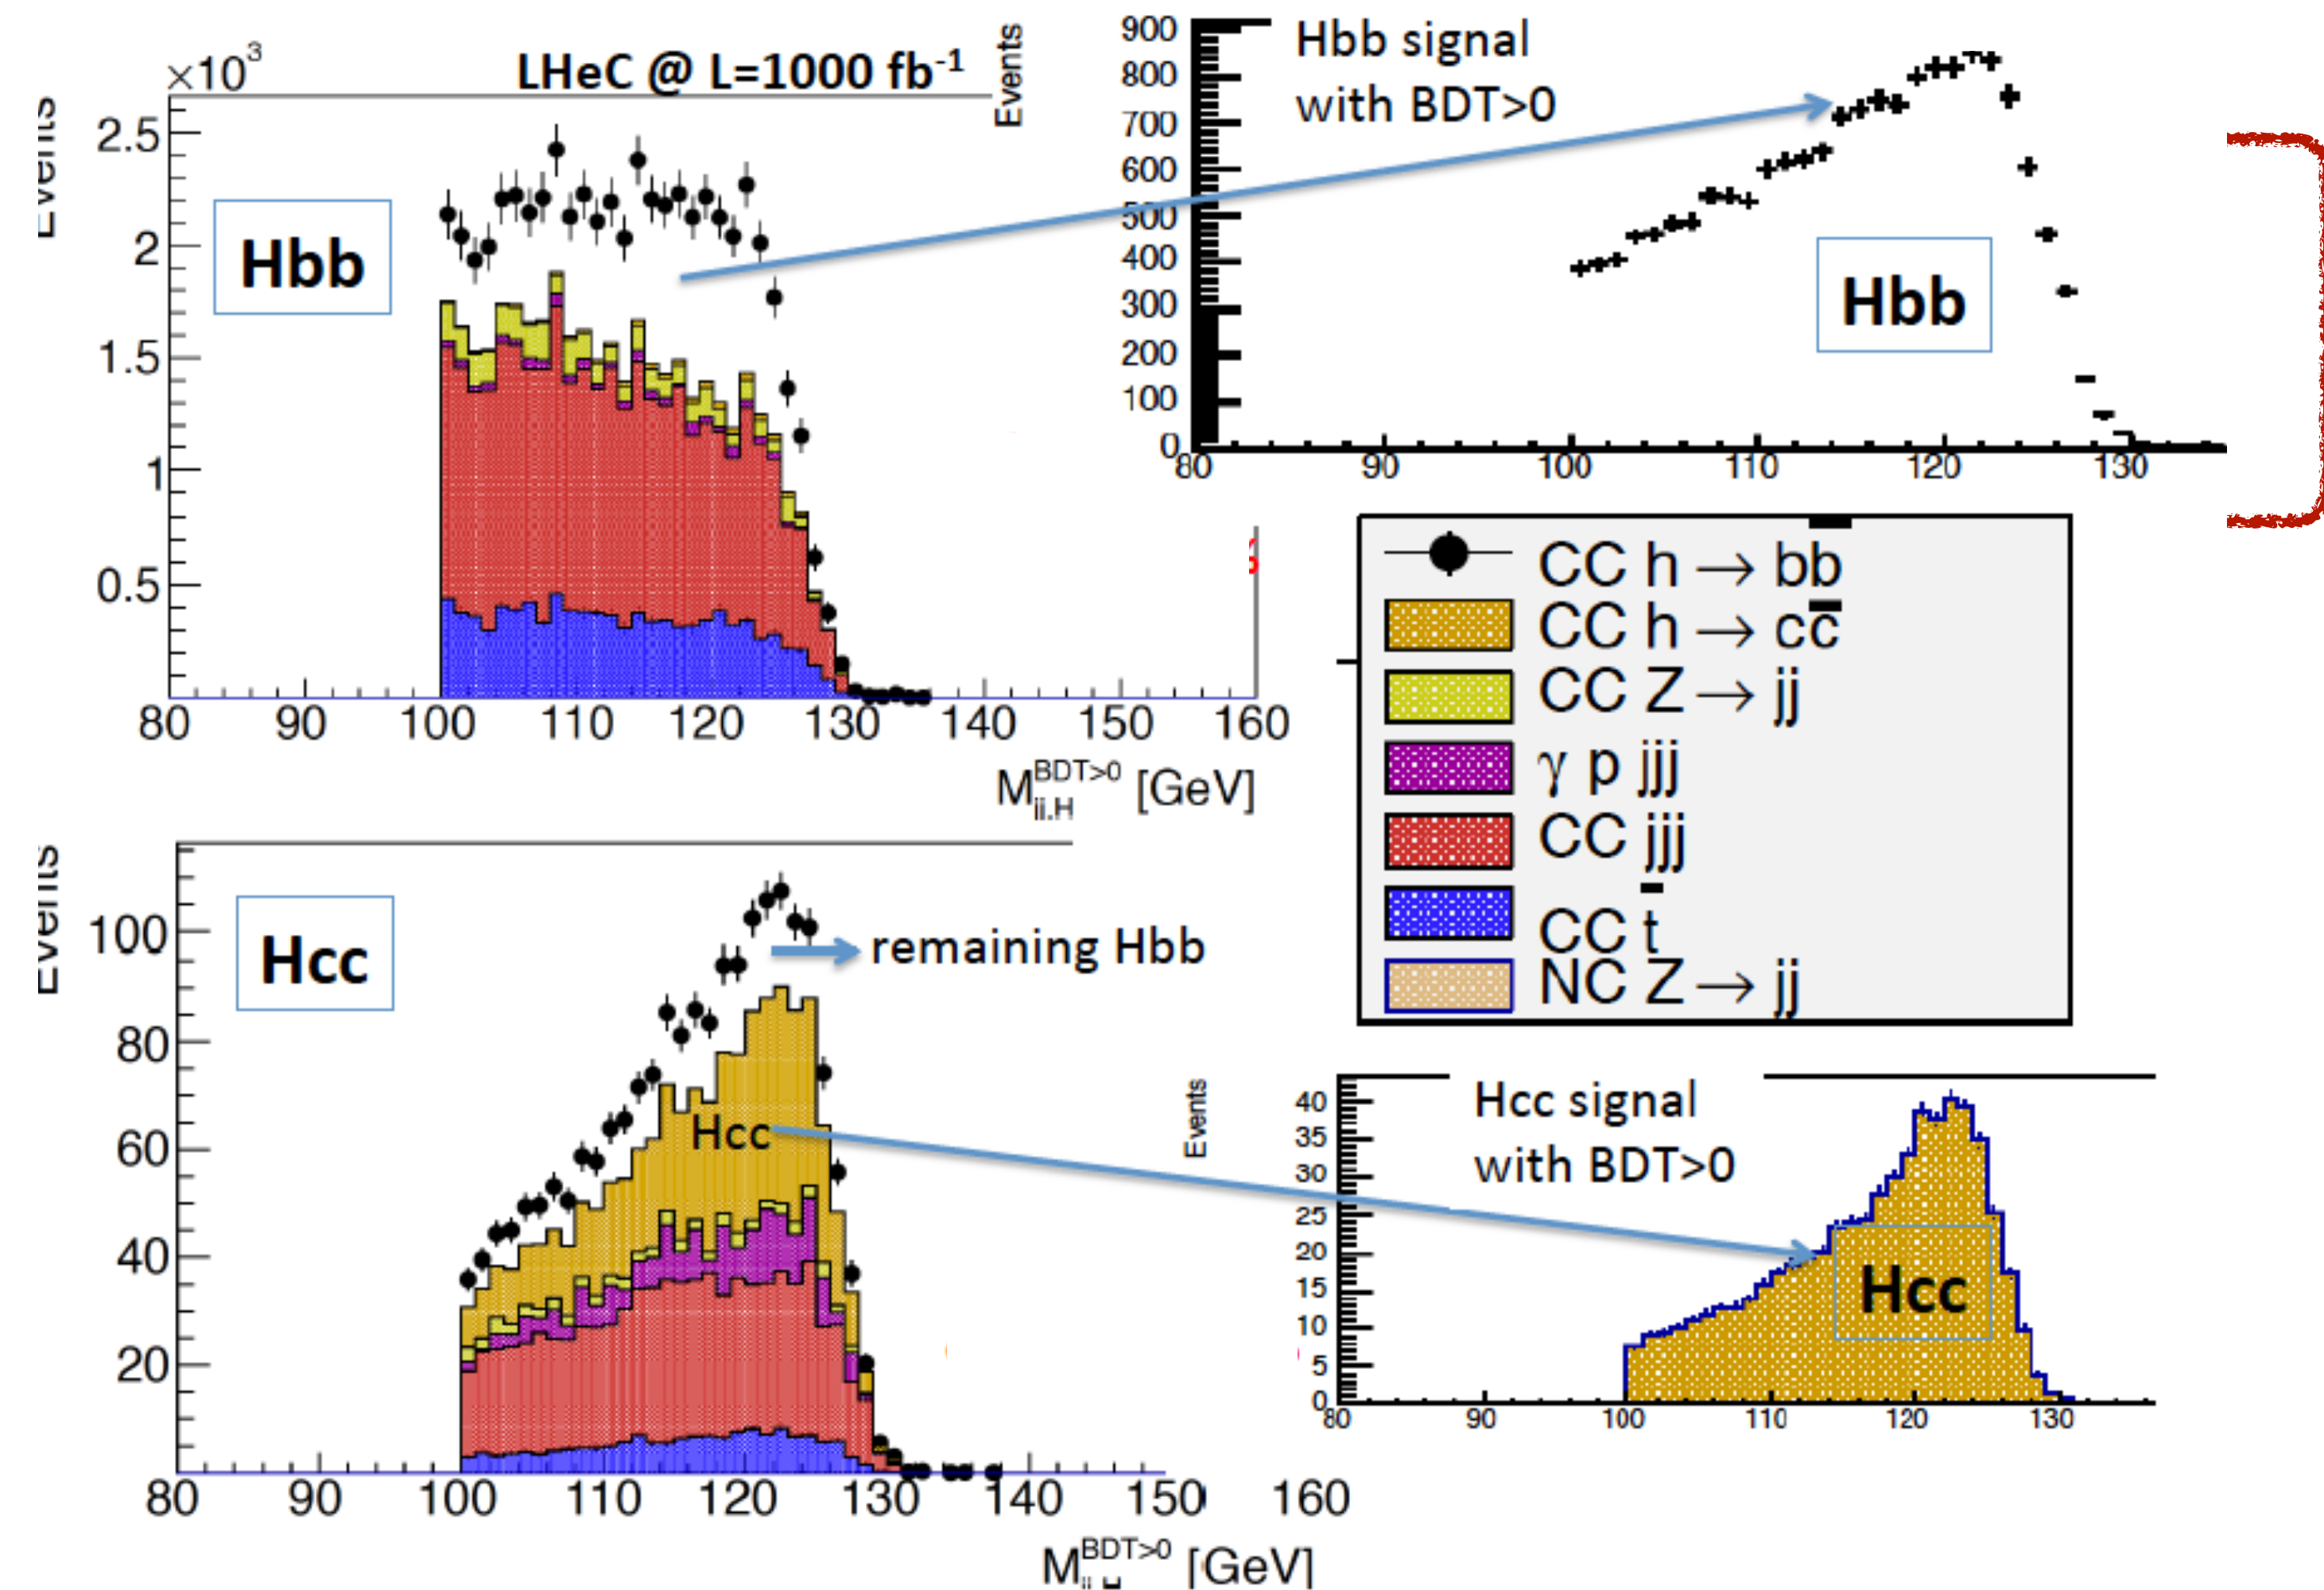 ×10³
LHeC @ L=1000 fb⁻¹
Events
2.5
2
1.5
1
0.5
Hbb
80 90 100 110 120 130 140 150 160
M_jj,H^BDT>0 [GeV]
Events
900
800
700
600
500
400
300
200
100
0
Hbb signal
with BDT>0
Hbb
80 90 100 110 120 130
CC h → bb̅
CC h → cc̅
CC Z → jj
γ p jjj
CC jjj
CC t̅
NC Z → jj
Events
100
80
60
40
20
Hcc
remaining Hbb
Hcc
80 90 100 110 120 130 140 150 160
M^BDT>0 [GeV]
Events
40
35
30
25
20
15
10
5
0
Hcc signal
with BDT>0
Hcc
80 90 100 110 120 130